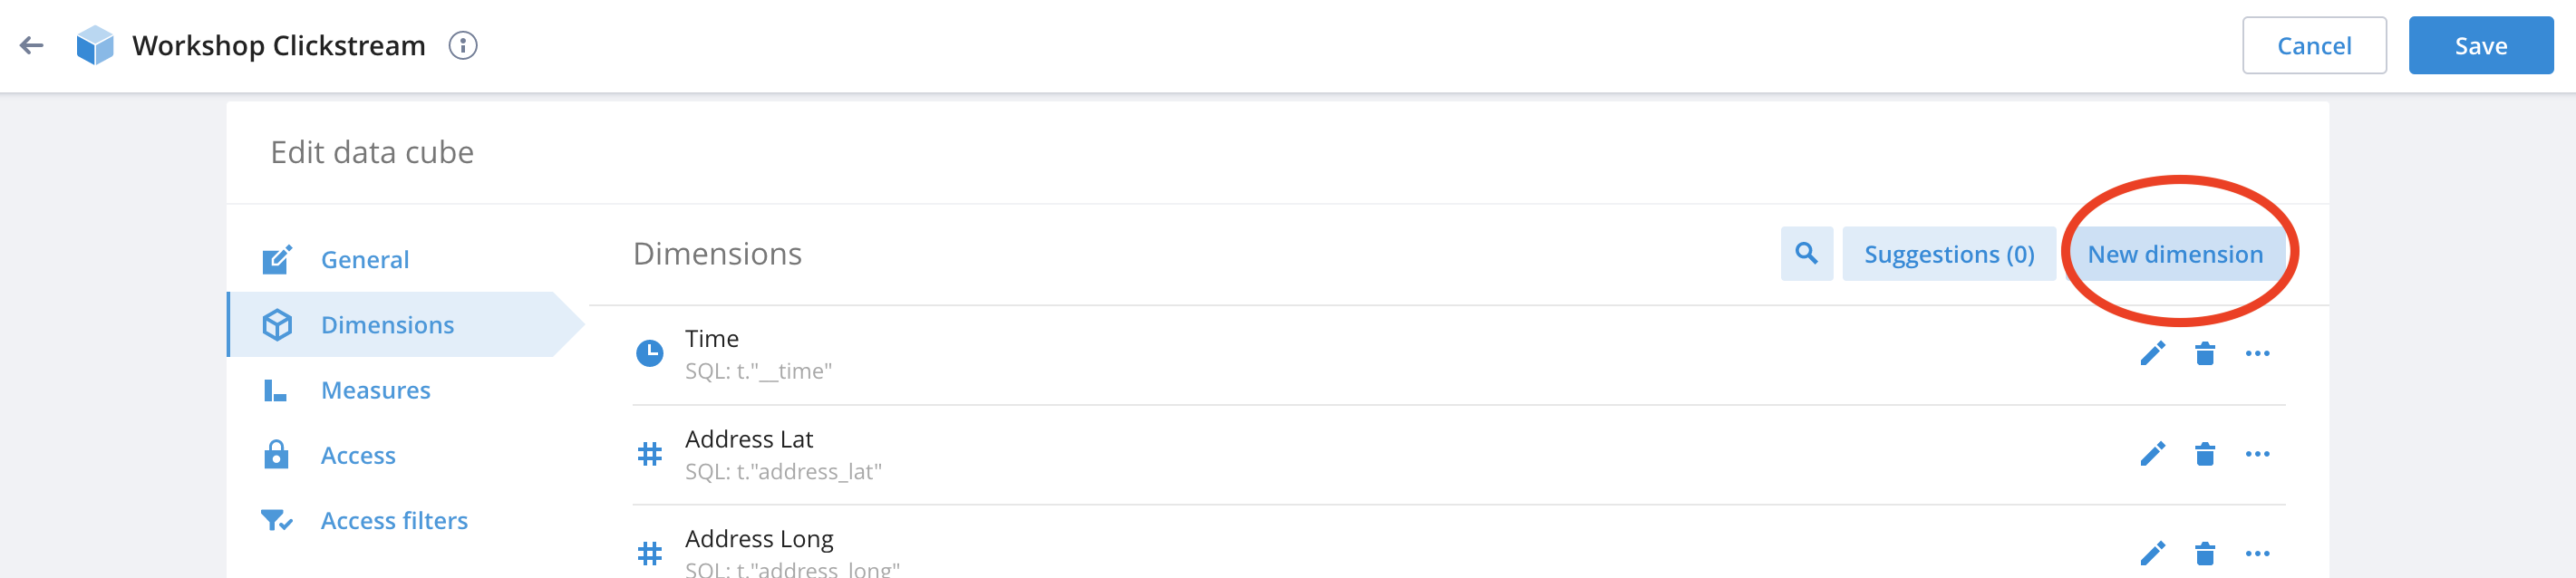 Workshop Clickstream
Cancel
Save
Edit data cube
General
Dimensions
Measures
Access
Access filters
Dimensions
Suggestions (0)
New dimension
Time
SQL: t."__time"
Address Lat
SQL: t."address_lat"
Address Long
SQL: t."address_long"